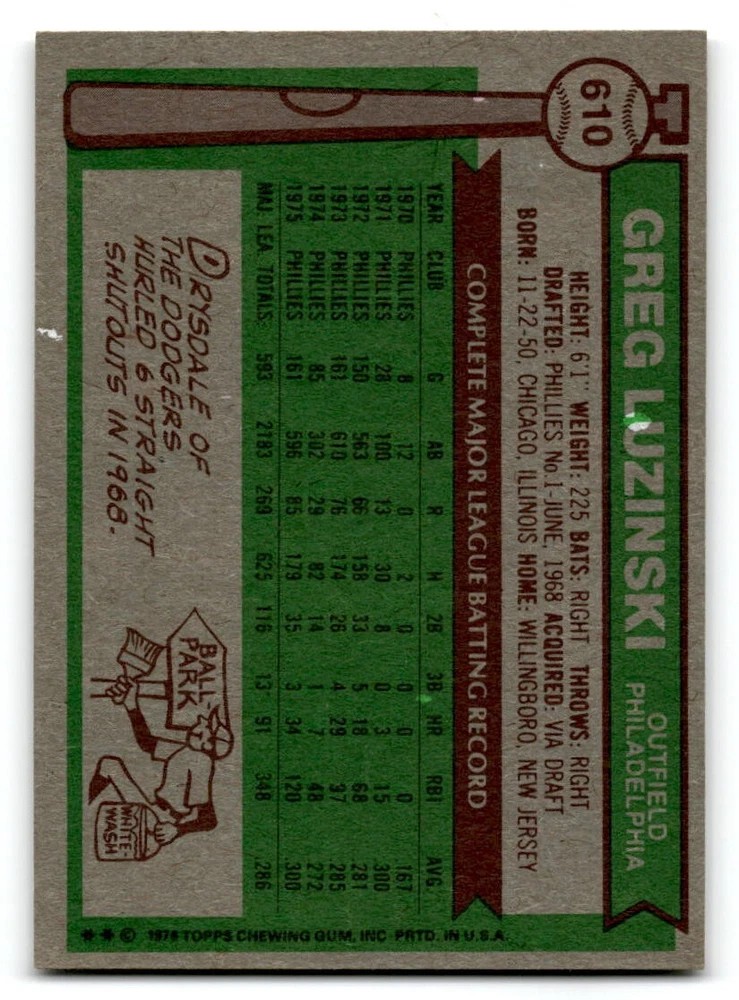 610
GREG LUZINSKI
OUTFIELD
PHILADELPHIA
HEIGHT: 6'1" WEIGHT: 225 BATS: RIGHT THROWS: RIGHT
DRAFTED: PHILLIES No.1-JUNE, 1968 ACQUIRED: VIA DRAFT
BORN: 11-22-50, CHICAGO, ILLINOIS HOME: WILLINGBORO, NEW JERSEY
COMPLETE MAJOR LEAGUE BATTING RECORD
YEAR CLUB G AB R H 2B 3B HR RBI AVG.
1970 PHILLIES 8 12 0 2 0 0 0 0 .167
1971 PHILLIES 28 100 13 30 8 0 3 15 .300
1972 PHILLIES 150 563 66 158 33 5 18 68 .281
1973 PHILLIES 161 610 76 174 26 4 29 37 .285
1974 PHILLIES 85 302 29 82 14 1 7 48 .272
1975 PHILLIES 161 596 85 179 35 3 34 120 .300
MAJ. LEA. TOTALS 593 2183 269 625 116 13 91 348 .286
DRYSDALE OF
THE DODGERS
HURLED 6 STRAIGHT
SHUTOUTS IN 1968.
BALL-
PARK
WHITE-
WASH
** © 1976 TOPPS CHEWING GUM, INC PRTD. IN U.S.A.